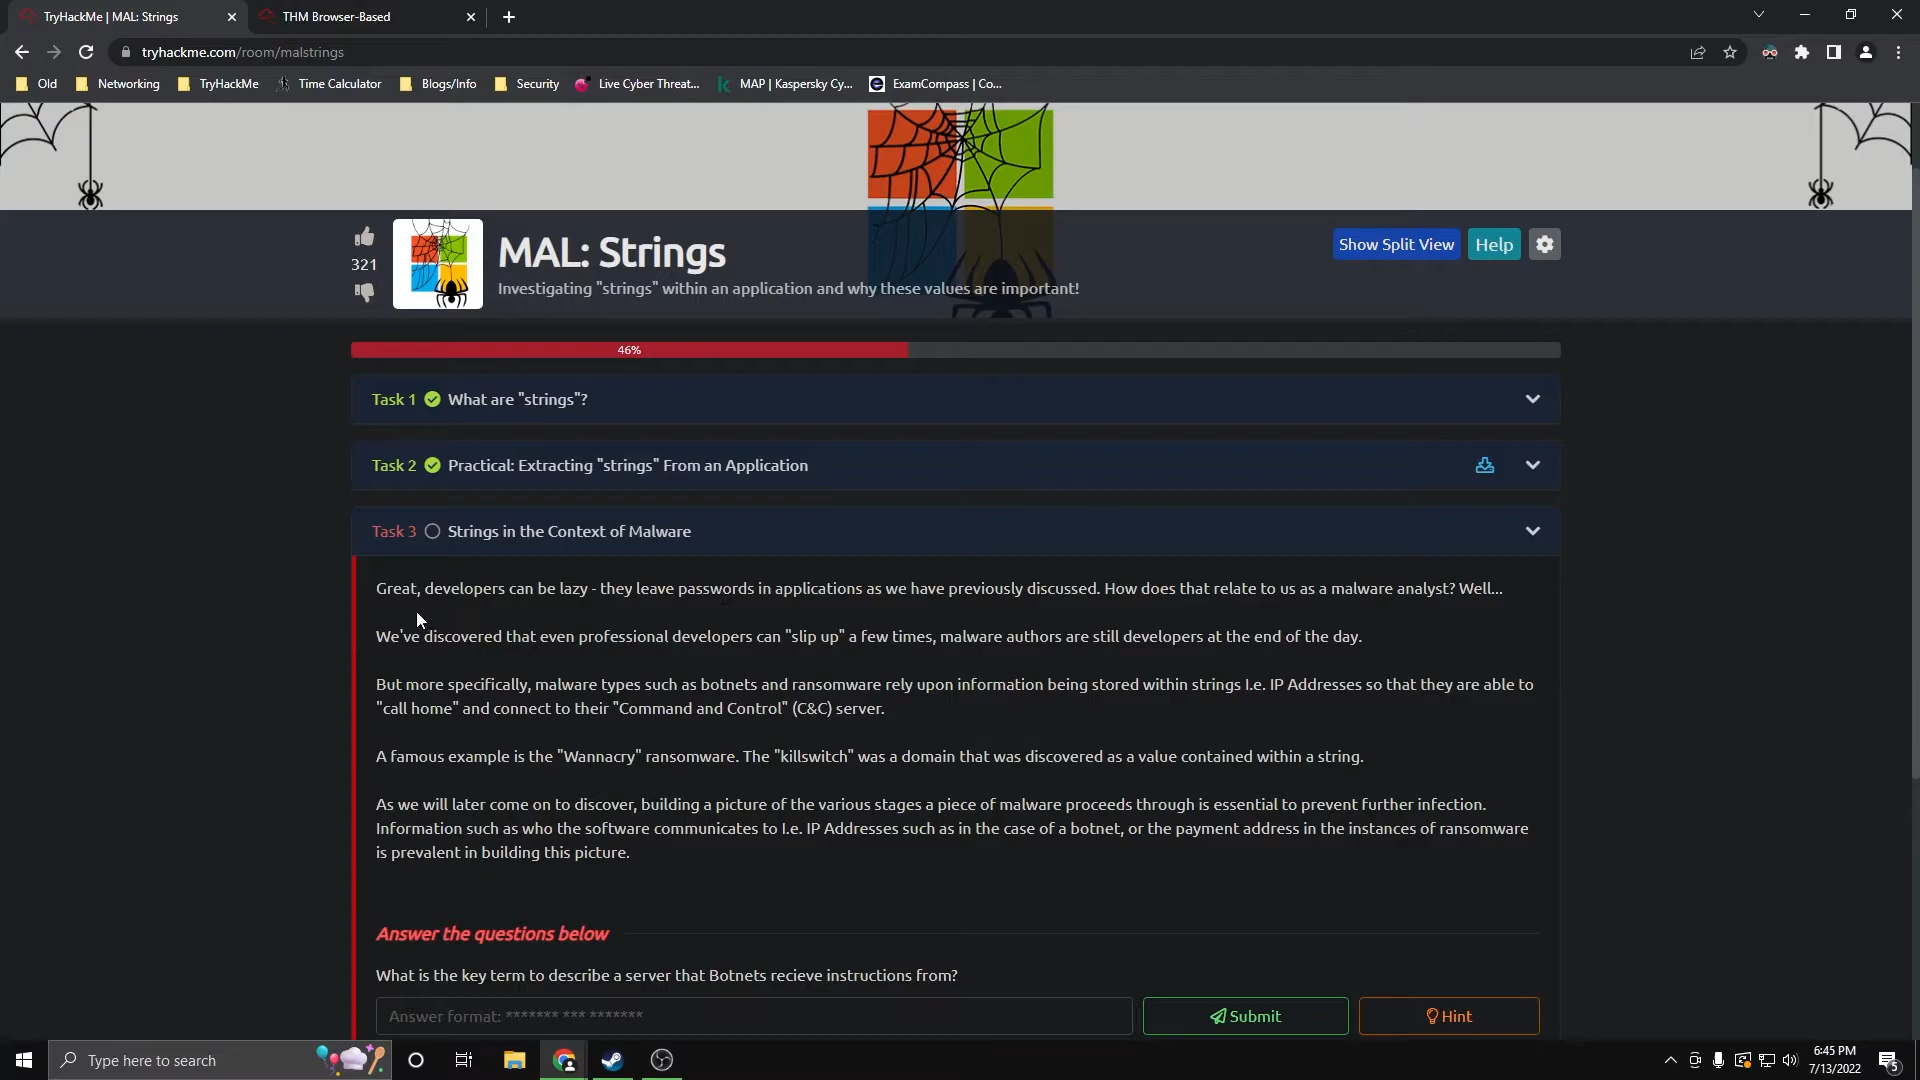 TryHackMe | MAL: Strings
THM Browser-Based
tryhackme.com/room/malstrings
Old
Networking
TryHackMe
Time Calculator
Blogs/Info
Security
Live Cyber Threat...
MAP | Kaspersky Cy...
ExamCompass | Co...
321
MAL: Strings
Investigating "strings" within an application and why these values are important!
Show Split View
Help
46%
Task 1 What are "strings"?
Task 2 Practical: Extracting "strings" From an Application
Task 3 Strings in the Context of Malware
Great, developers can be lazy - they leave passwords in applications as we have previously discussed. How does that relate to us as a malware analyst? Well...
We've discovered that even professional developers can "slip up" a few times, malware authors are still developers at the end of the day.
But more specifically, malware types such as botnets and ransomware rely upon information being stored within strings I.e. IP Addresses so that they are able to
"call home" and connect to their "Command and Control" (C&C) server.
A famous example is the "Wannacry" ransomware. The "killswitch" was a domain that was discovered as a value contained within a string.
As we will later come on to discover, building a picture of the various stages a piece of malware proceeds through is essential to prevent further infection.
Information such as who the software communicates to I.e. IP Addresses such as in the case of a botnet, or the payment address in the instances of ransomware
is prevalent in building this picture.
Answer the questions below
What is the key term to describe a server that Botnets recieve instructions from?
Answer format: ******* *** *******
Submit
Hint
Type here to search
6:45 PM
7/13/2022
5